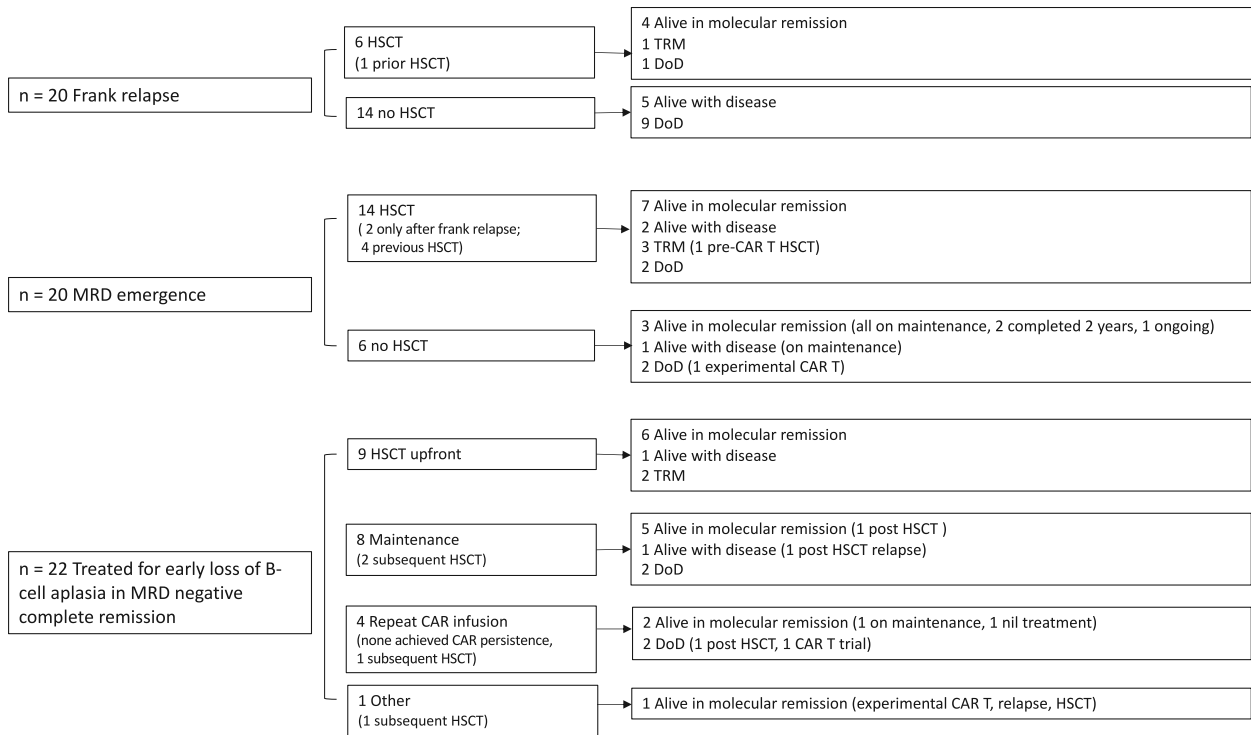 n = 20 Frank relapse
6 HSCT
(1 prior HSCT)
4 Alive in molecular remission
1 TRM
1 DoD
14 no HSCT
5 Alive with disease
9 DoD
n = 20 MRD emergence
14 HSCT
( 2 only after frank relapse;
4 previous HSCT)
7 Alive in molecular remission
2 Alive with disease
3 TRM (1 pre-CAR T HSCT)
2 DoD
6 no HSCT
3 Alive in molecular remission (all on maintenance, 2 completed 2 years, 1 ongoing)
1 Alive with disease (on maintenance)
2 DoD (1 experimental CAR T)
n = 22 Treated for early loss of B-
cell aplasia in MRD negative
complete remission
9 HSCT upfront
6 Alive in molecular remission
1 Alive with disease
2 TRM
8 Maintenance
(2 subsequent HSCT)
5 Alive in molecular remission (1 post HSCT )
1 Alive with disease (1 post HSCT relapse)
2 DoD
4 Repeat CAR infusion
(none achieved CAR persistence,
1 subsequent HSCT)
2 Alive in molecular remission (1 on maintenance, 1 nil treatment)
2 DoD (1 post HSCT, 1 CAR T trial)
1 Other
(1 subsequent HSCT)
1 Alive in molecular remission (experimental CAR T, relapse, HSCT)